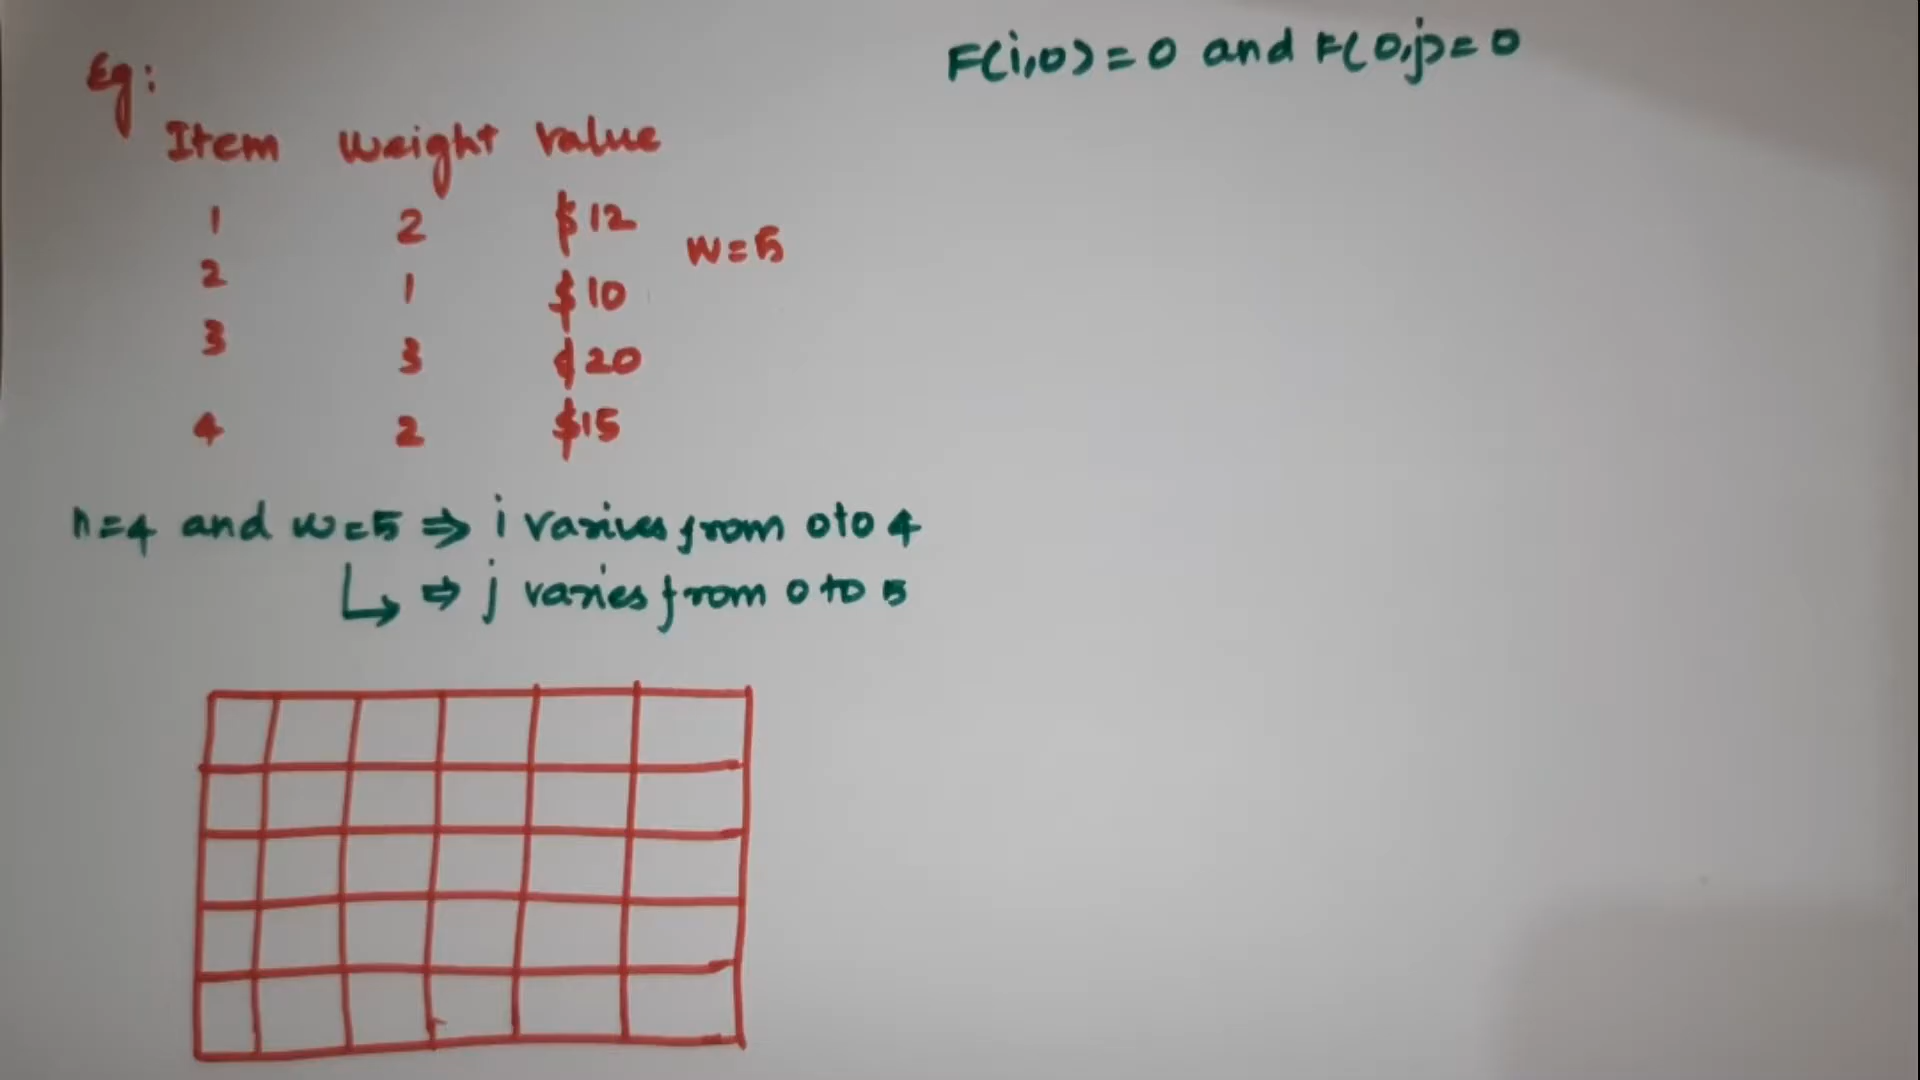 Eg:
F(i,0) = 0 and F(0,j) = 0
Item Weight Value
1 2 $12
W=5
2 1 $10
3 3 $20
4 2 $15
n=4 and w=5 ⇒ i varives from 0 to 4
↳ ⇒ j varies from 0 to 5